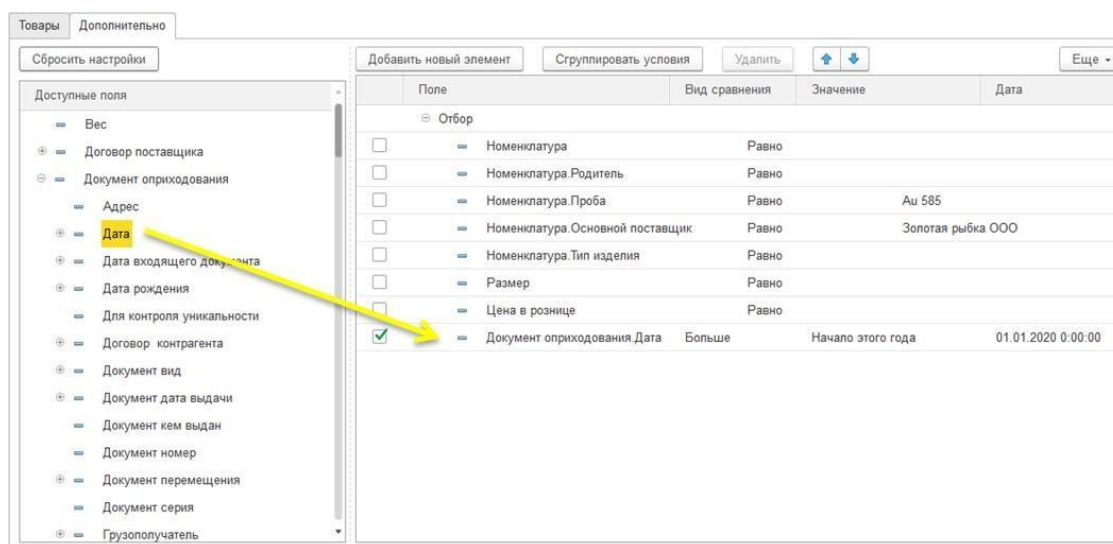 Товары Дополнительно
Сбросить настройки
Добавить новый элемент Сгруппировать условия Удалить Еще
Доступные поля
Вес
Договор поставщика
Документ оприходования
Адрес
Дата
Дата входящего документа
Дата рождения
Для контроля уникальности
Договор контрагента
Документ вид
Документ дата выдачи
Документ кем выдан
Документ номер
Документ перемещения
Документ серия
Грузополучатель
Поле Вид сравнения Значение Дата
Отбор
Номенклатура Равно
Номенклатура.Родитель Равно
Номенклатура.Проба Равно Au 585
Номенклатура.Основной поставщик Равно Золотая рыбка ООО
Номенклатура.Тип изделия Равно
Размер Равно
Цена в рознице Равно
Документ оприходования.Дата Больше Начало этого года 01.01.2020 0:00:00